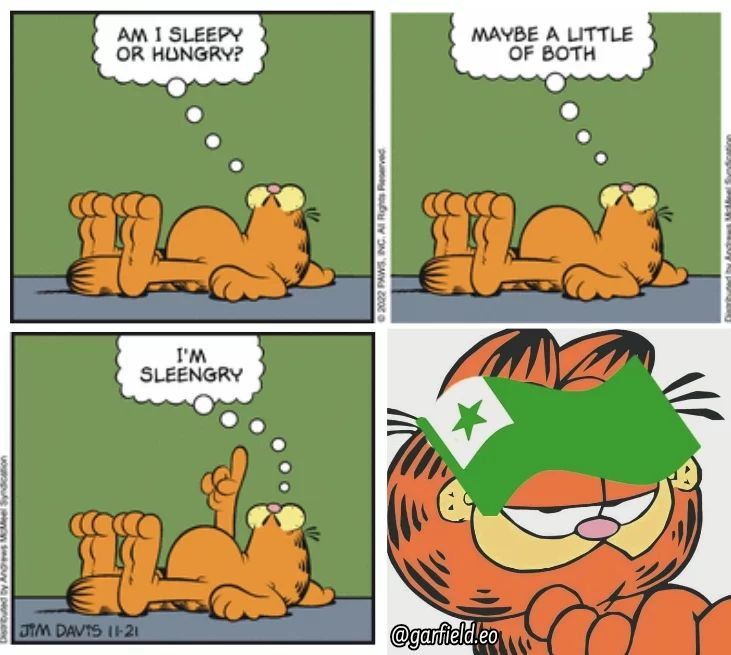 AM I SLEEPY
OR HUNGRY?
MAYBE A LITTLE
OF BOTH
© 2022 PAWS, INC. All Rights Reserved.
Distributed by Andrews McMeel Syndication
I'M
SLEENGRY
Distributed by Andrews McMeel Syndication
JIM DAVIS 11-21
@garfield.eo